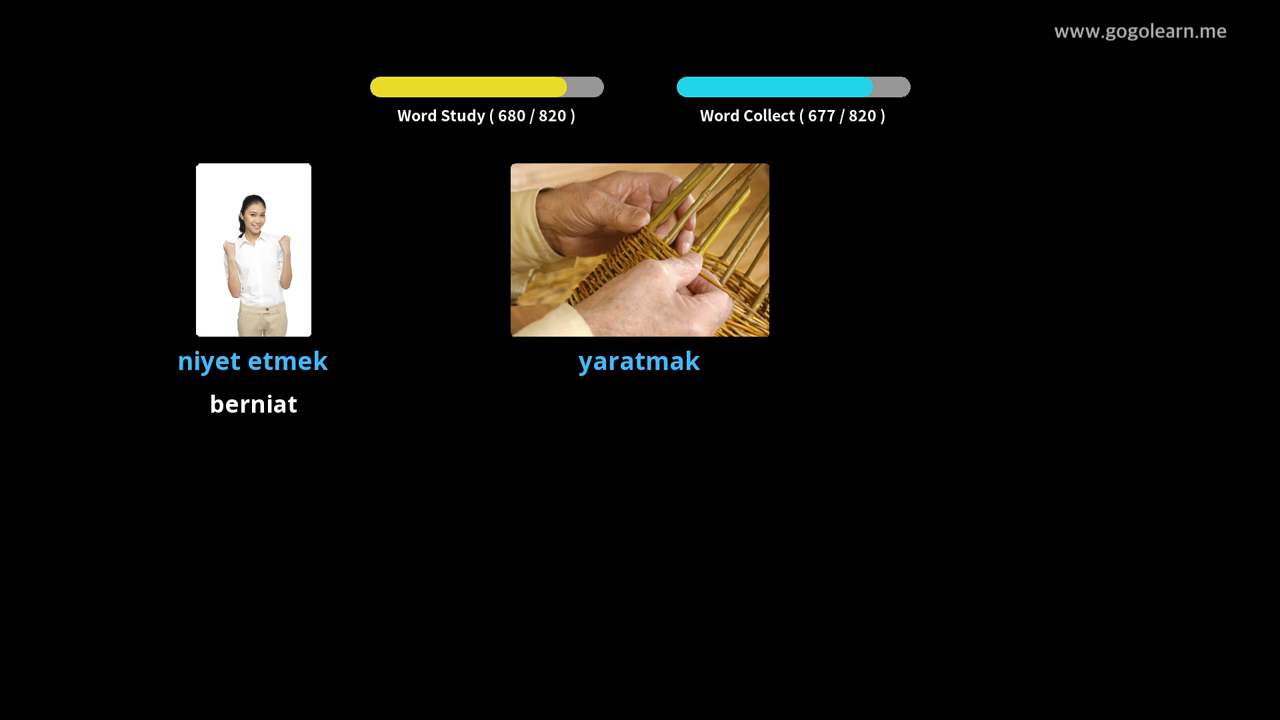 www.gogolearn.me
Word Study ( 680 / 820 )
Word Collect ( 677 / 820 )
niyet etmek
berniat
yaratmak